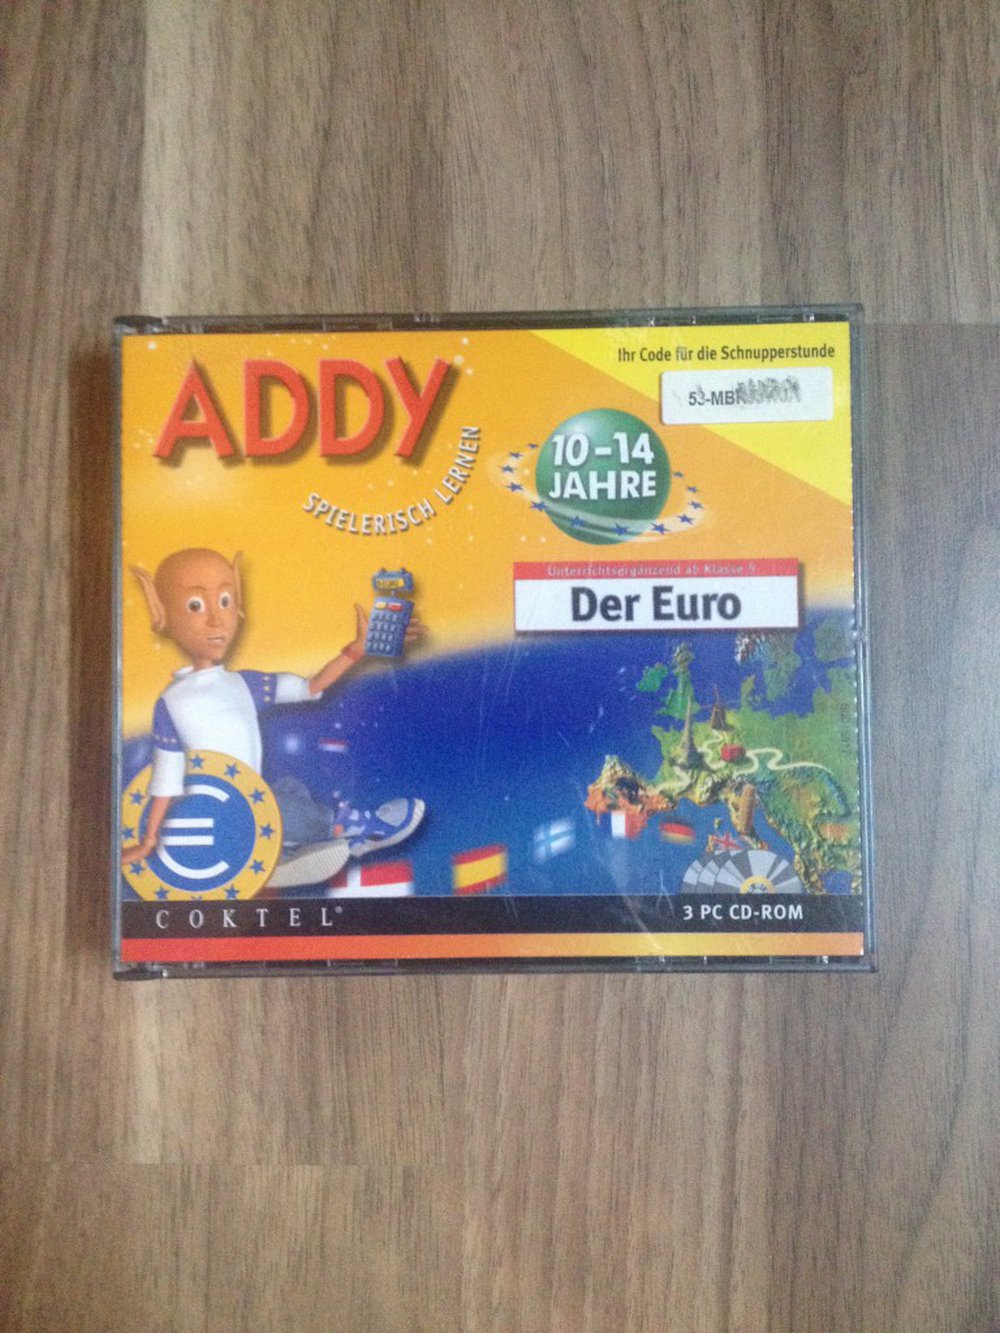 ADDY
SPIELERISCH LERNEN
Ihr Code für die Schnupperstunde
53-MB
10-14
JAHRE
Unterrichtsergänzend ab Klasse 5
Der Euro
COKTEL®
3 PC CD-ROM